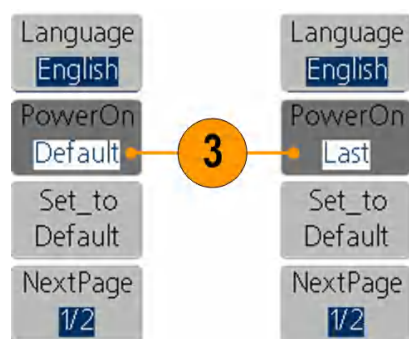 Language
English
PowerOn
Default
Set_to
Default
NextPage
1/2
3
Language
English
PowerOn
Last
Set_to
Default
NextPage
1/2